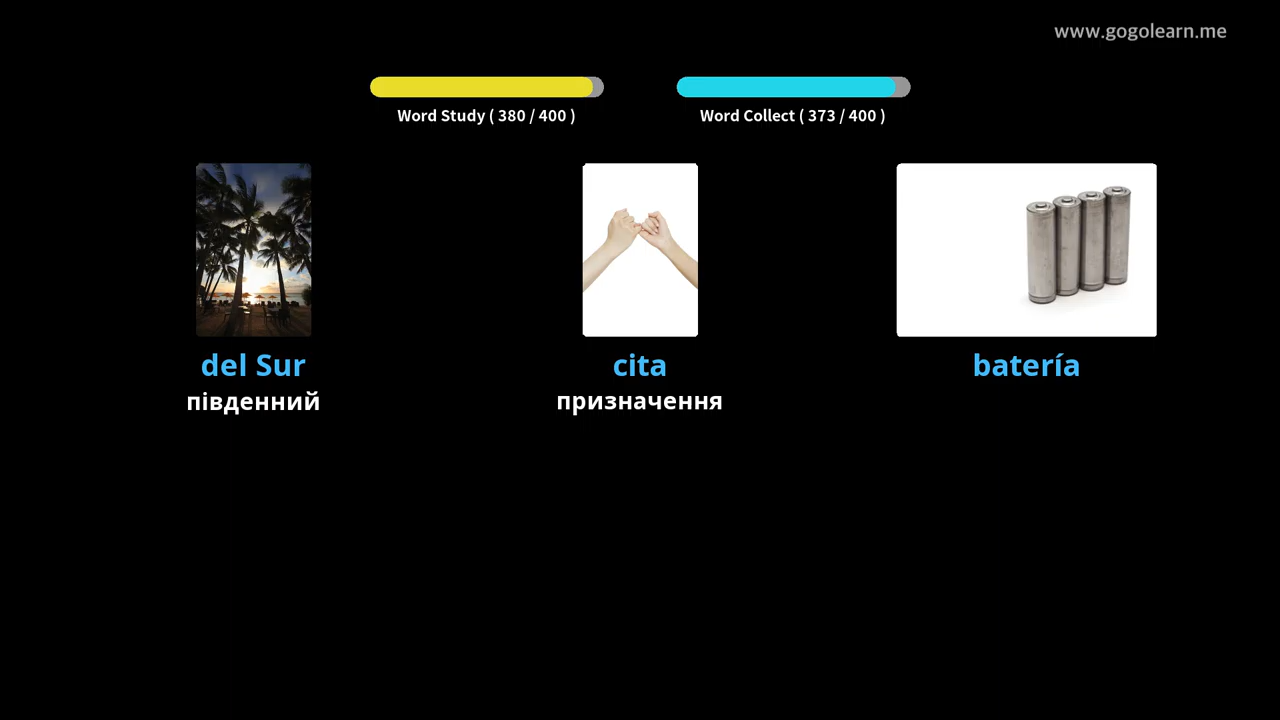 www.gogolearn.me
Word Study ( 380 / 400 )
Word Collect ( 373 / 400 )
del Sur
південний
cita
призначення
batería